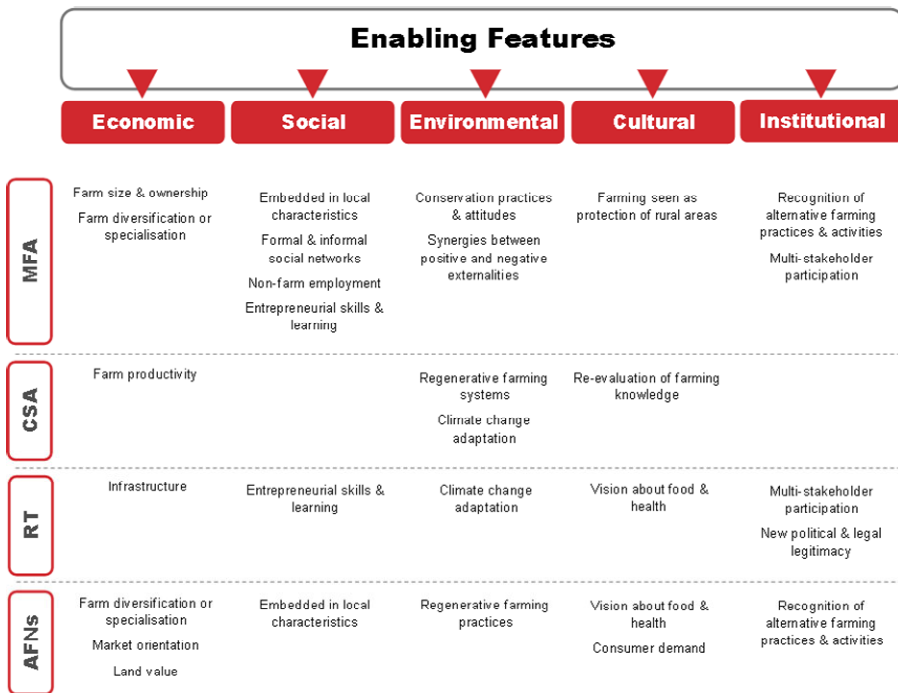 Enabling Features
Economic
Social
Environmental
Cultural
Institutional
MFA
Farm size & ownership
Farm diversification or
specialisation
Embedded in local
characteristics
Formal & informal
social networks
Non-farm employment
Entrepreneurial skills &
learning
Conservation practices
& attitudes
Synergies between
positive and negative
externalities
Farming seen as
protection of rural areas
Recognition of
alternative farming
practices & activities
Multi-stakeholder
participation
CSA
Farm productivity
Regenerative farming
systems
Climate change
adaptation
Re-evaluation of farming
knowledge
RT
Infrastructure
Entrepreneurial skills &
learning
Climate change
adaptation
Vision about food &
health
Multi-stakeholder
participation
New political & legal
legitimacy
AFNs
Farm diversification or
specialisation
Market orientation
Land value
Embedded in local
characteristics
Regenerative farming
practices
Vision about food &
health
Consumer demand
Recognition of
alternative farming
practices & activities